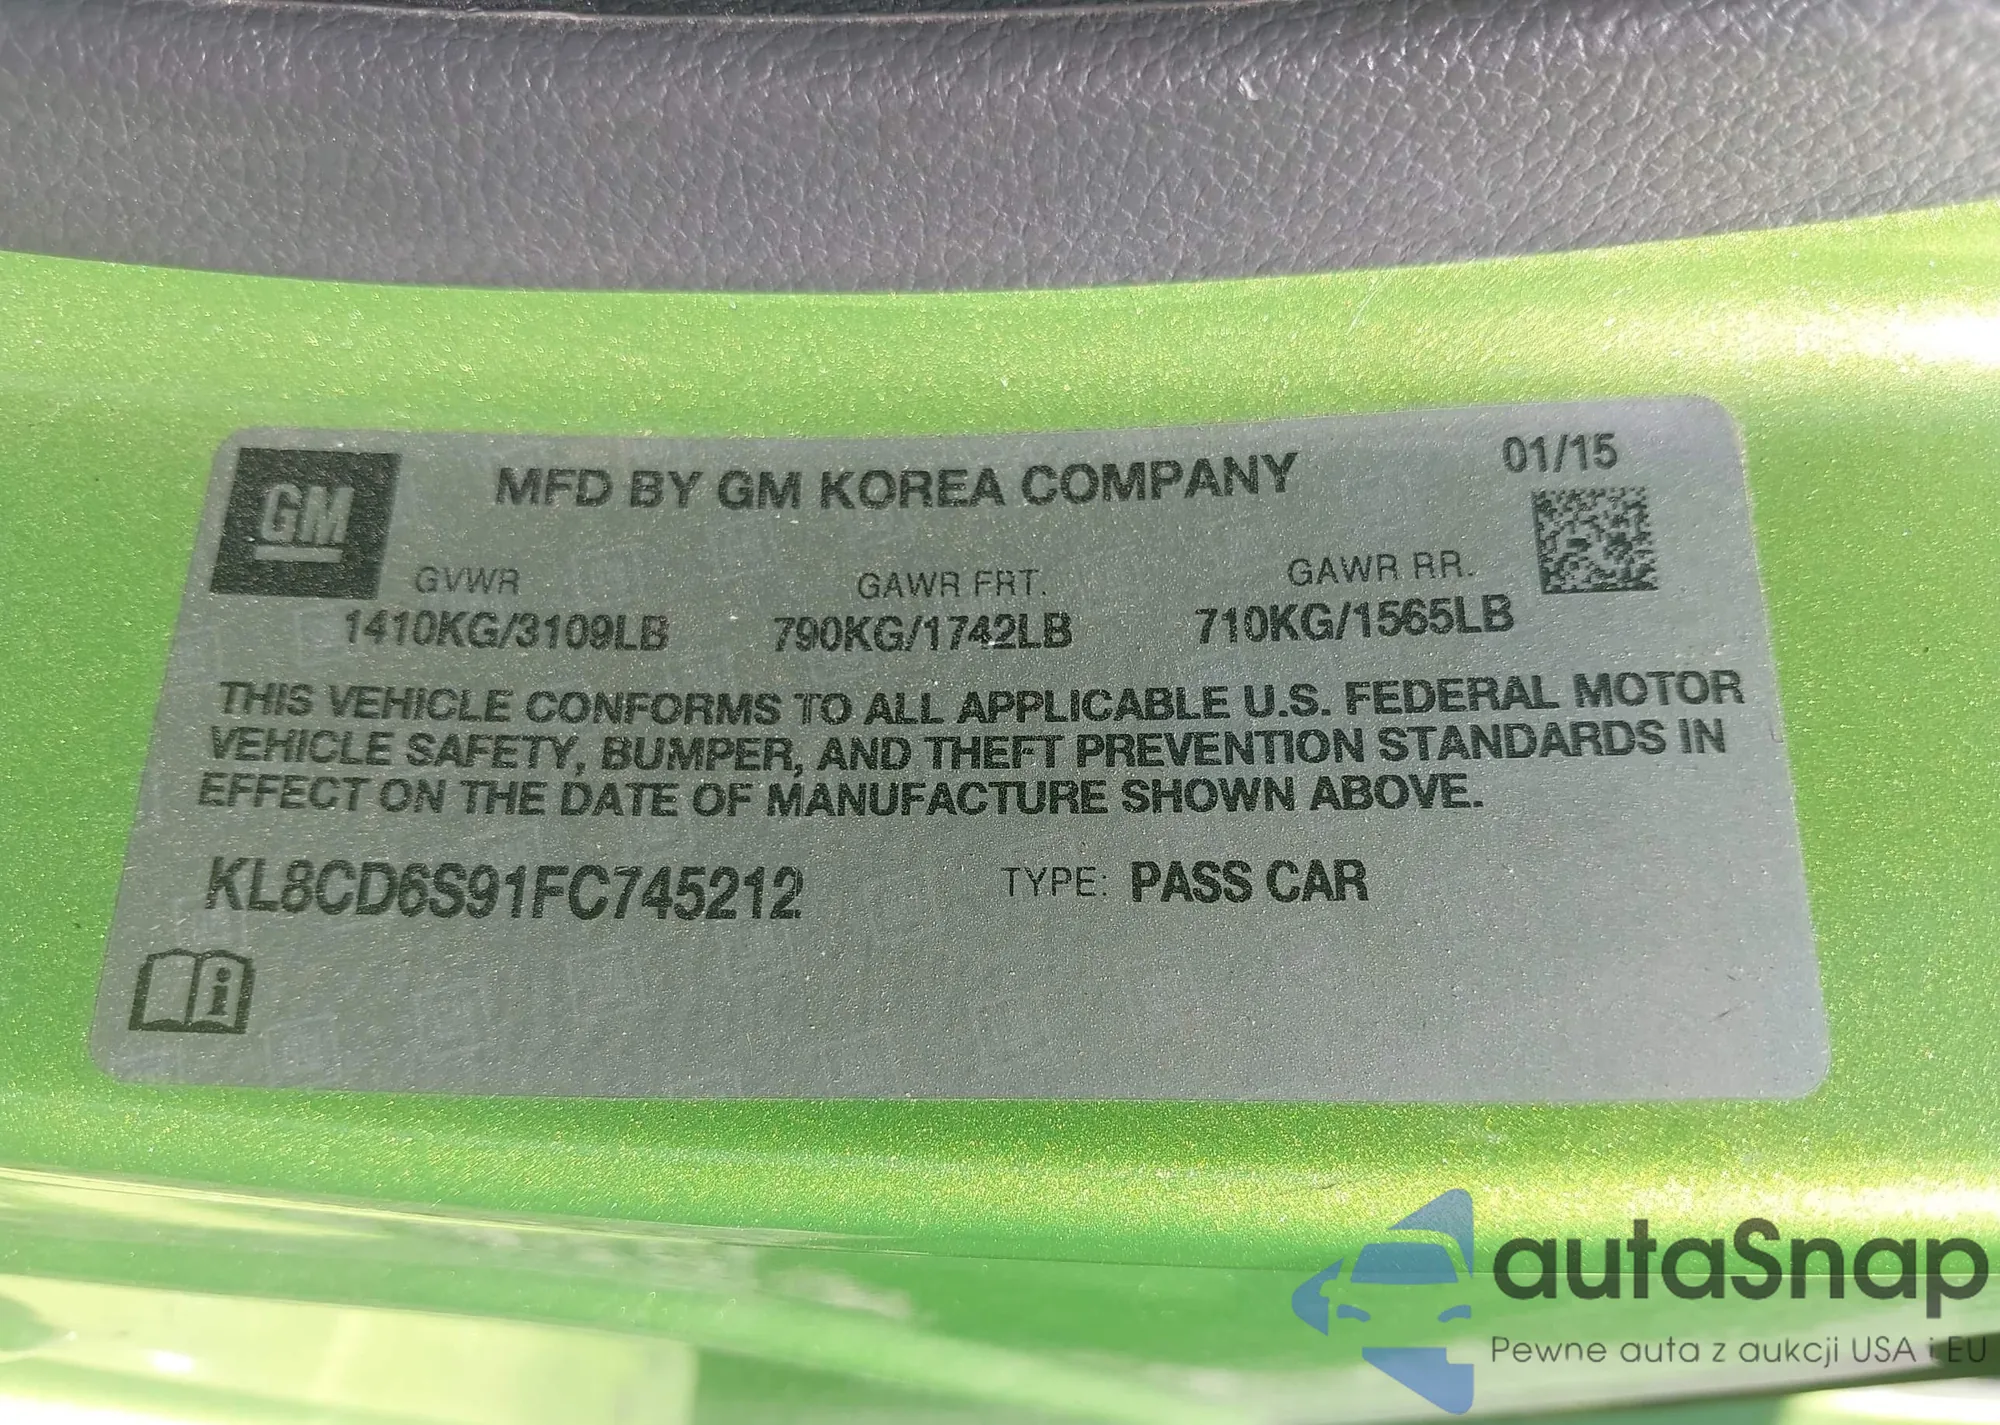 GM
MFD BY GM KOREA COMPANY
01/15
GVWR
GAWR FRT.
GAWR RR.
1410KG/3109LB
790KG/1742LB
710KG/1565LB
THIS VEHICLE CONFORMS TO ALL APPLICABLE U.S. FEDERAL MOTOR
VEHICLE SAFETY, BUMPER, AND THEFT PREVENTION STANDARDS IN
EFFECT ON THE DATE OF MANUFACTURE SHOWN ABOVE.
KL8CD6S91FC745212
TYPE: PASS CAR
i
autaSnap
Pewne auta z aukcji USA i EU